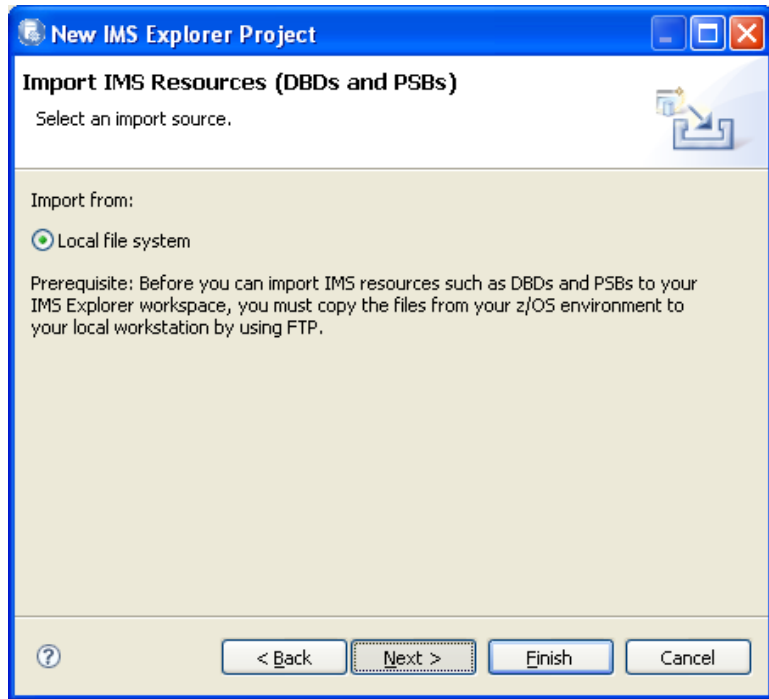 New IMS Explorer Project
Import IMS Resources (DBDs and PSBs)
Select an import source.
Import from:
Local file system
Prerequisite: Before you can import IMS resources such as DBDs and PSBs to your
IMS Explorer workspace, you must copy the files from your z/OS environment to
your local workstation by using FTP.
? < Back Next > Finish Cancel